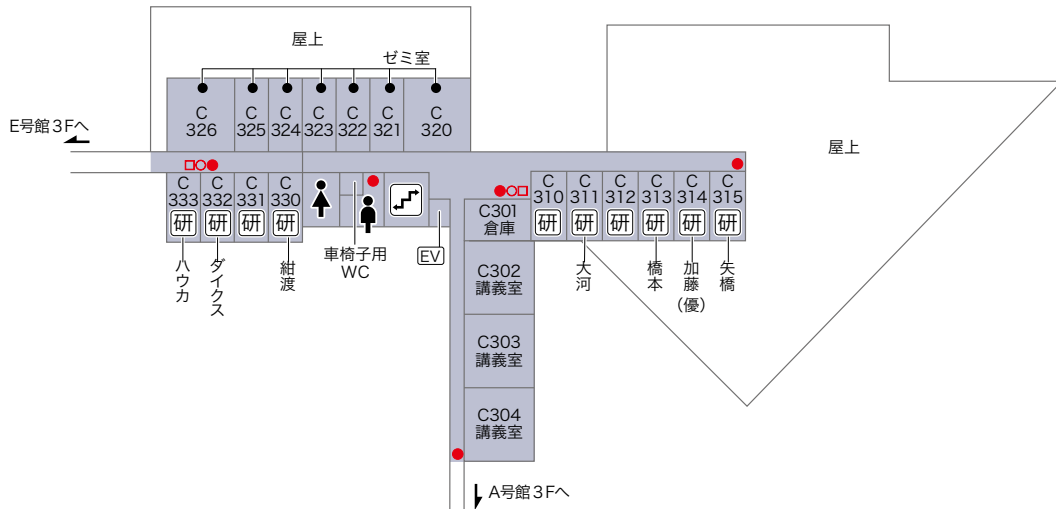 屋上
ゼミ室
C
326
C
325
C
324
C
323
C
322
C
321
C
320
E号館3Fへ
屋上
C
333
研
C
332
研
C
331
研
C
330
研
C
310
研
C
311
研
C
312
研
C
313
研
C
314
研
C
315
研
C301
倉庫
EV
車椅子用
WC
ハウカ
ダイクス
紺渡
大河
橋本
加藤(優)
矢橋
C302
講義室
C303
講義室
C304
講義室
A号館3Fへ